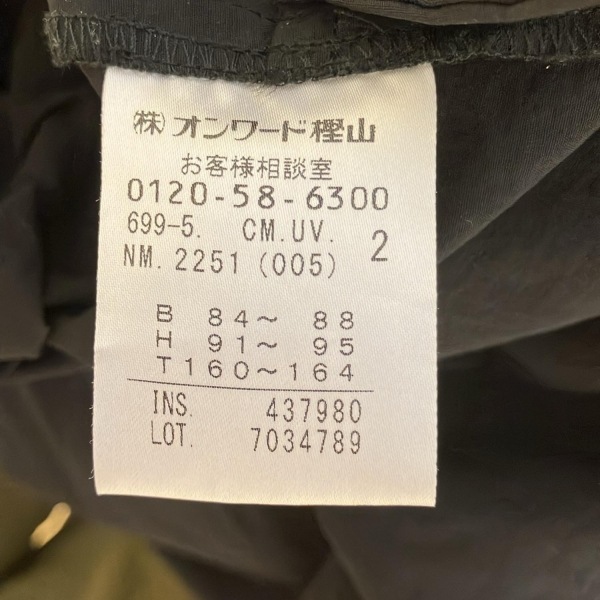 ㈱オンワード樫山
お客様相談室
0120-58-6300
699-5. CM.UV. 2
NM.2251 (005)
B 84～ 88
H 91～ 95
T160～164
INS. 437980
LOT. 7034789